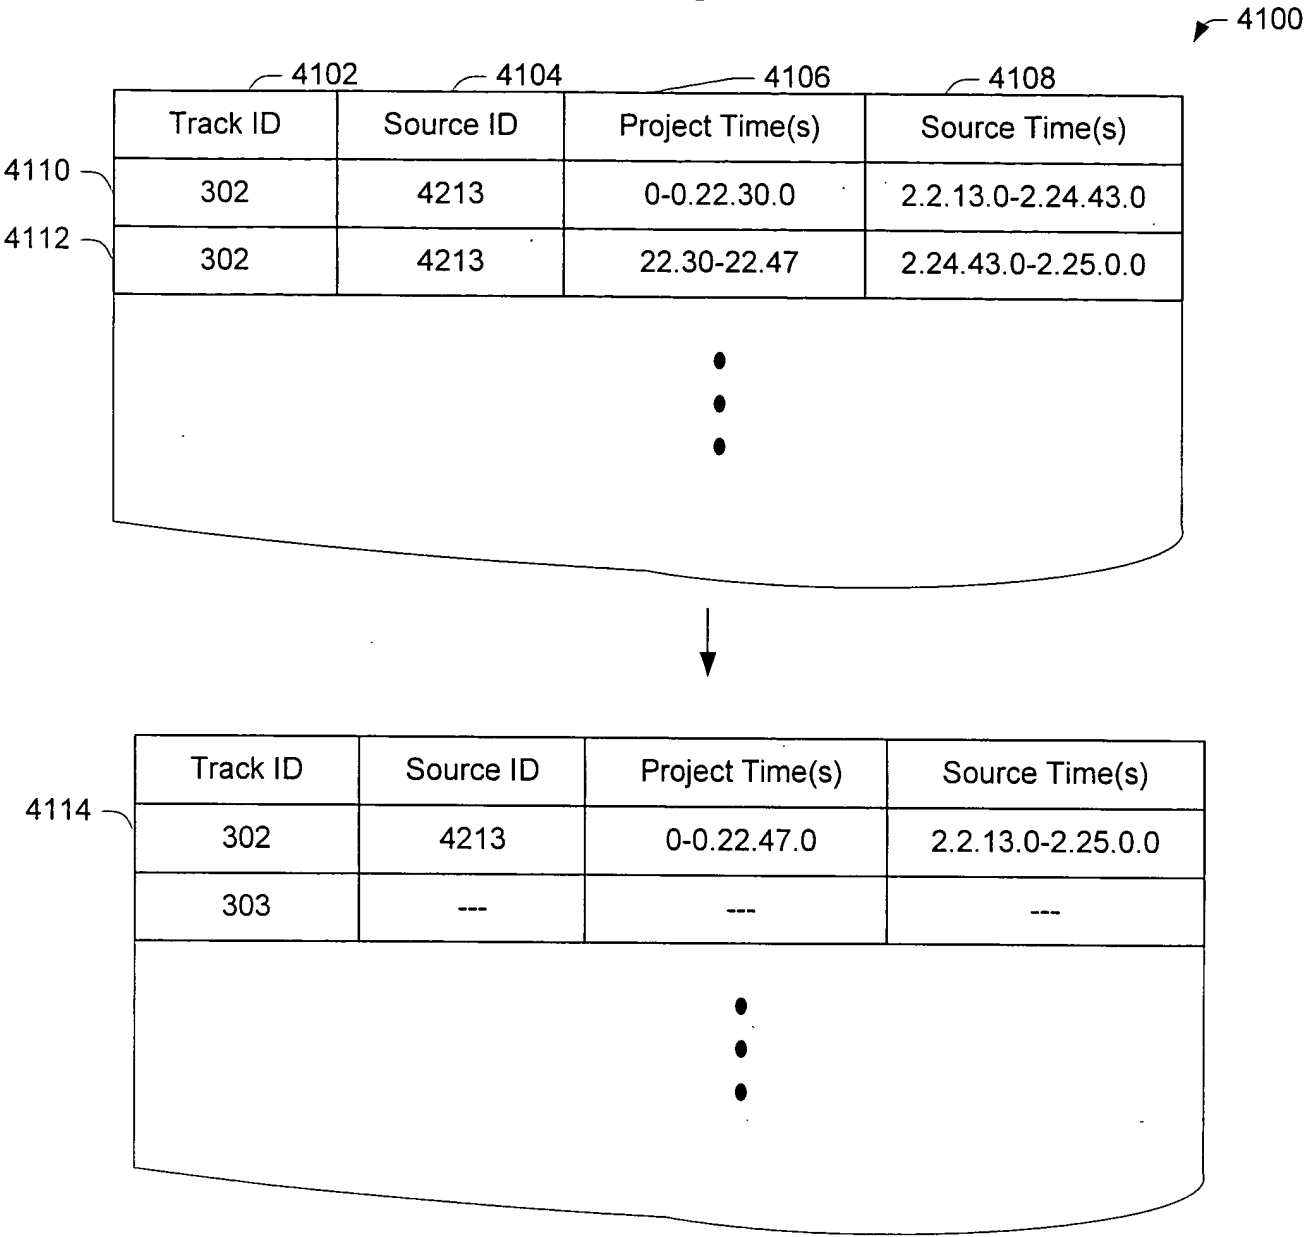 4100
4102 4104 4106 4108
Track ID Source ID Project Time(s) Source Time(s)
4110 302 4213 0-0.22.30.0 2.2.13.0-2.24.43.0
4112 302 4213 22.30-22.47 2.24.43.0-2.25.0.0
Track ID Source ID Project Time(s) Source Time(s)
4114 302 4213 0-0.22.47.0 2.2.13.0-2.25.0.0
303 --- --- ---